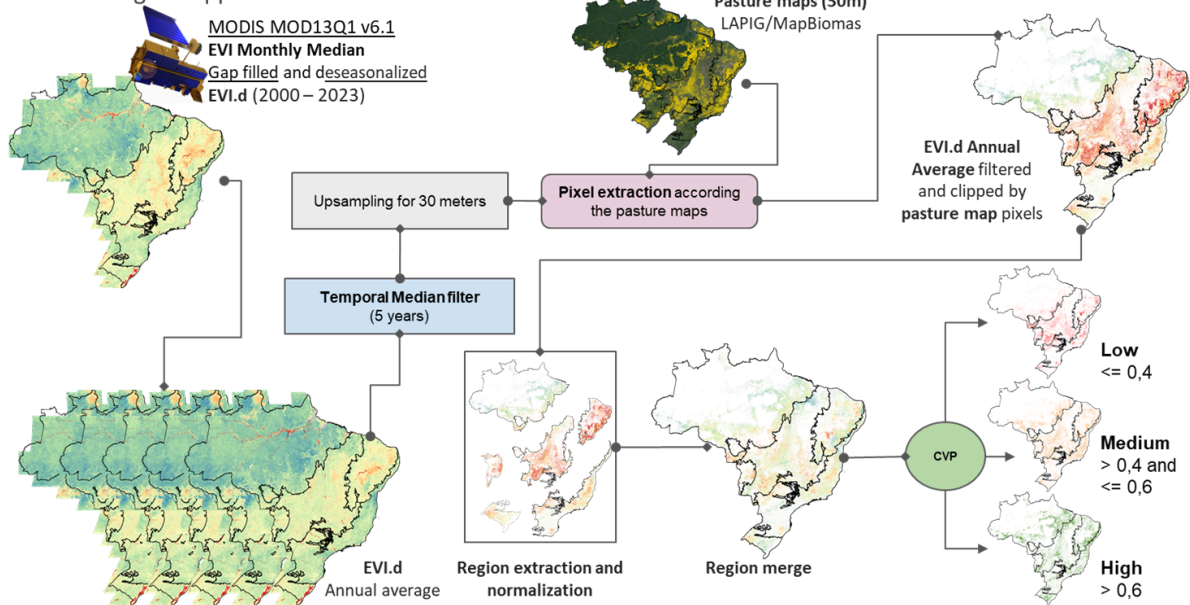 MODIS MOD13Q1 v6.1
EVI Monthly Median
Gap filled and deseasonalized
EVI.d (2000 – 2023)
Pasture maps (30m)
LAPIG/MapBiomas
Upsampling for 30 meters
Pixel extraction according
the pasture maps
EVI.d Annual
Average filtered
and clipped by
pasture map pixels
Temporal Median filter
(5 years)
Low
<= 0,4
CVP
Medium
> 0,4 and
<= 0,6
High
> 0,6
EVI.d
Annual average
Region extraction and
normalization
Region merge